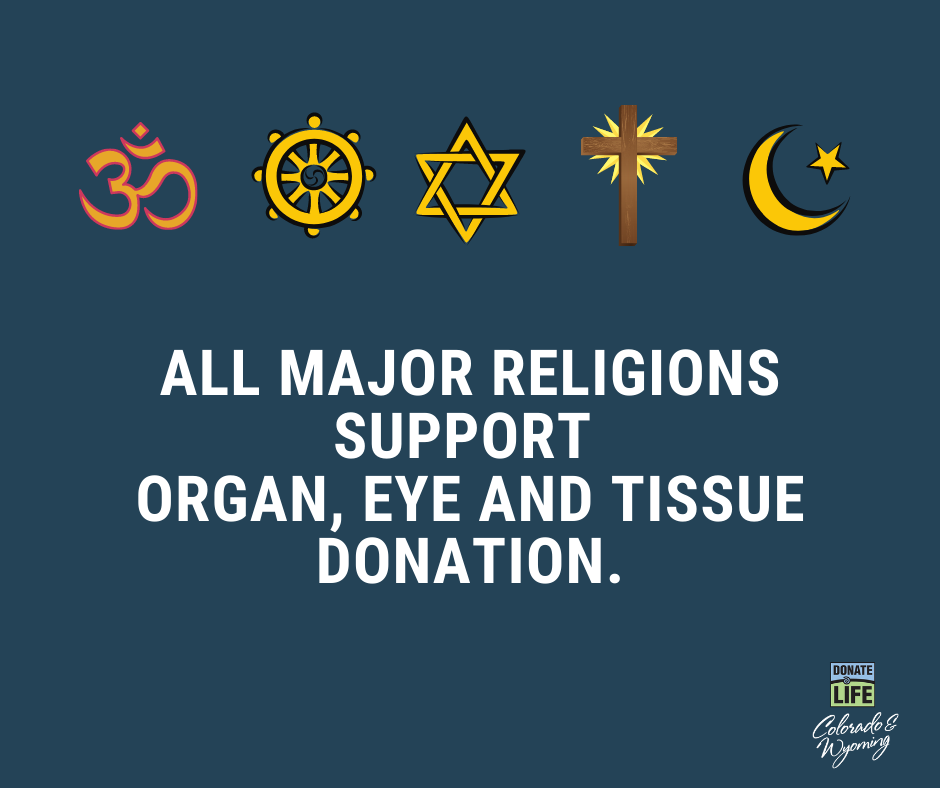 ॐ
ALL MAJOR RELIGIONS
SUPPORT
ORGAN, EYE AND TISSUE
DONATION.
DONATE
LIFE
Colorado &
Wyoming